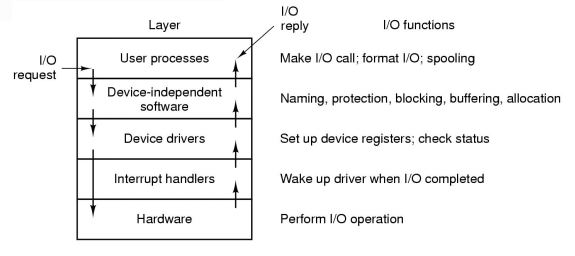 I/O
reply
Layer
I/O functions
I/O
request
User processes
Make I/O call; format I/O; spooling
Device-independent
software
Naming, protection, blocking, buffering, allocation
Device drivers
Set up device registers; check status
Interrupt handlers
Wake up driver when I/O completed
Hardware
Perform I/O operation